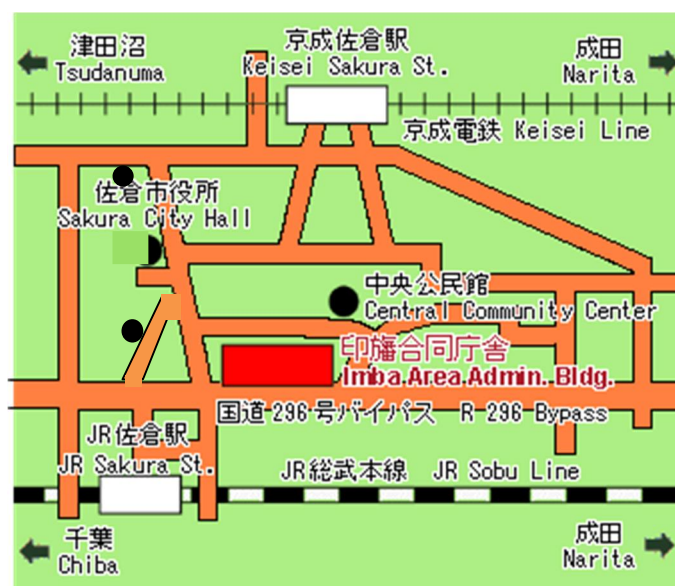 津田沼
Tsudanuma
京成佐倉駅
Keisei Sakura St.
成田
Narita
京成電鉄 Keisei Line
佐倉市役所
Sakura City Hall
中央公民館
Central Community Center
印旛合同庁舎
Imba Area Admin. Bldg.
国道296号バイパス R 296 Bypass
JR佐倉駅
JR Sakura St.
JR総武本線 JR Sobu Line
千葉
Chiba
成田
Narita